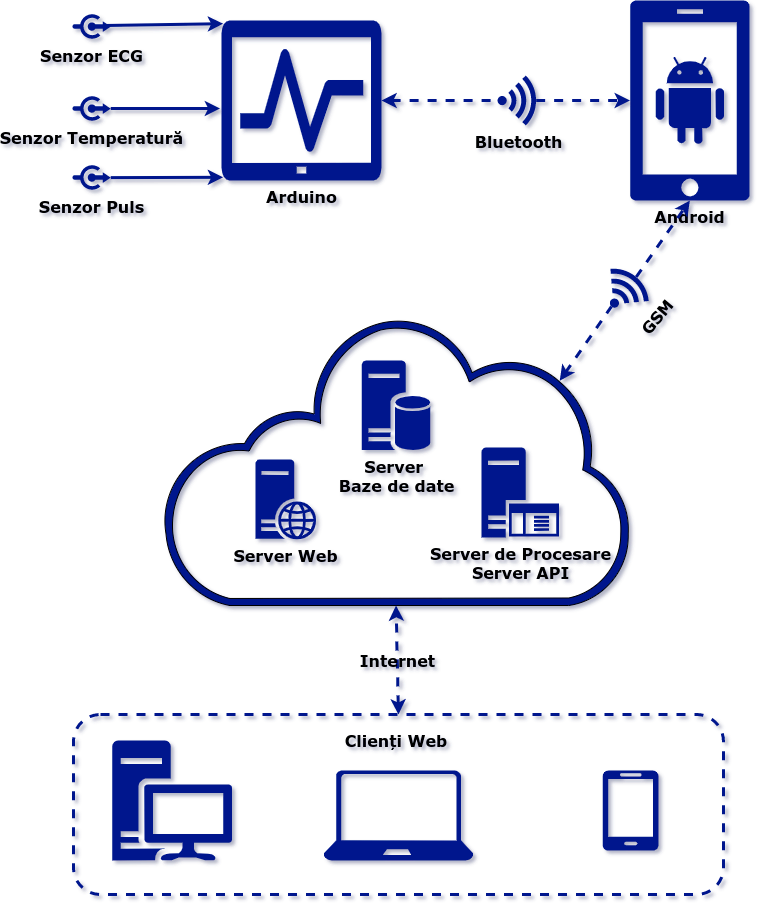 Senzor ECG
Senzor Temperatură
Senzor Puls
Arduino
Bluetooth
Android
GSM
Server
Baze de date
Server Web
Server de Procesare
Server API
Internet
Clienți Web